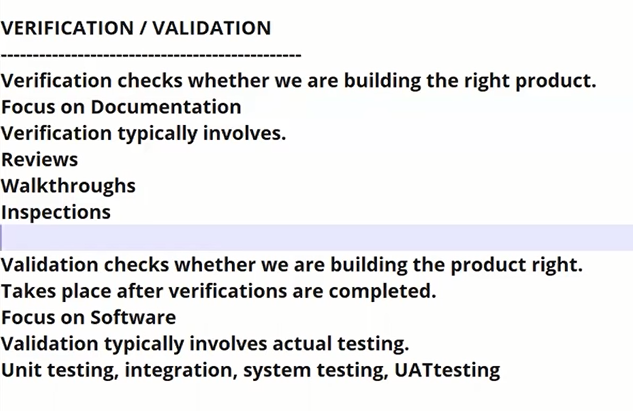 VERIFICATION / VALIDATION
------------------------------------------------
Verification checks whether we are building the right product.
Focus on Documentation
Verification typically involves.
Reviews
Walkthroughs
Inspections
Validation checks whether we are building the product right.
Takes place after verifications are completed.
Focus on Software
Validation typically involves actual testing.
Unit testing, integration, system testing, UATtesting